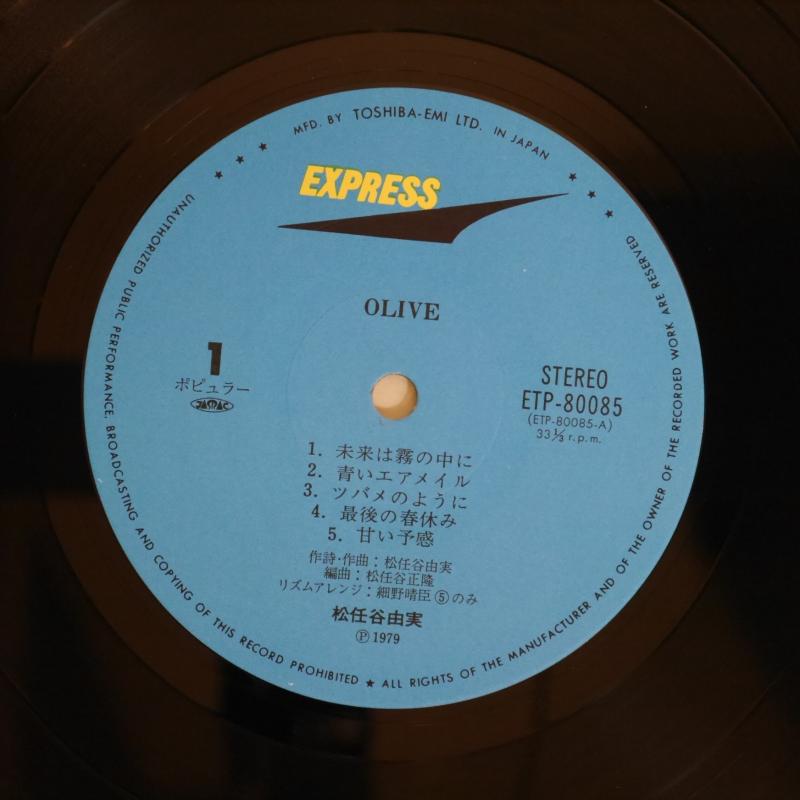 MFD. BY TOSHIBA-EMI LTD. IN JAPAN
★ ★ ★
★ ★ ★
EXPRESS
OLIVE
1
ポピュラー
JASRAC
STEREO
ETP-80085
(ETP-80085-A)
33 1/3 r.p.m.
1. 未来は霧の中に
2. 青いエアメイル
3. ツバメのように
4. 最後の春休み
5. 甘い予感
作詩・作曲：松任谷由実
編曲：松任谷正隆
リズムアレンジ：細野晴臣⑤のみ
松任谷由実
Ⓟ 1979
UNAUTHORIZED PUBLIC PERFORMANCE, BROADCASTING AND COPYING OF THIS RECORD PROHIBITED ★ ALL RIGHTS OF THE MANUFACTURER AND OF THE OWNER OF THE RECORDED WORK ARE RESERVED